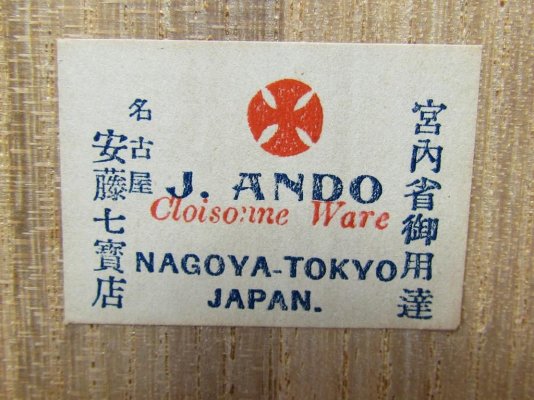 宮内省御用達
J. ANDO
Cloisonne Ware
NAGOYA-TOKYO
JAPAN.
名古屋
安藤七寳店